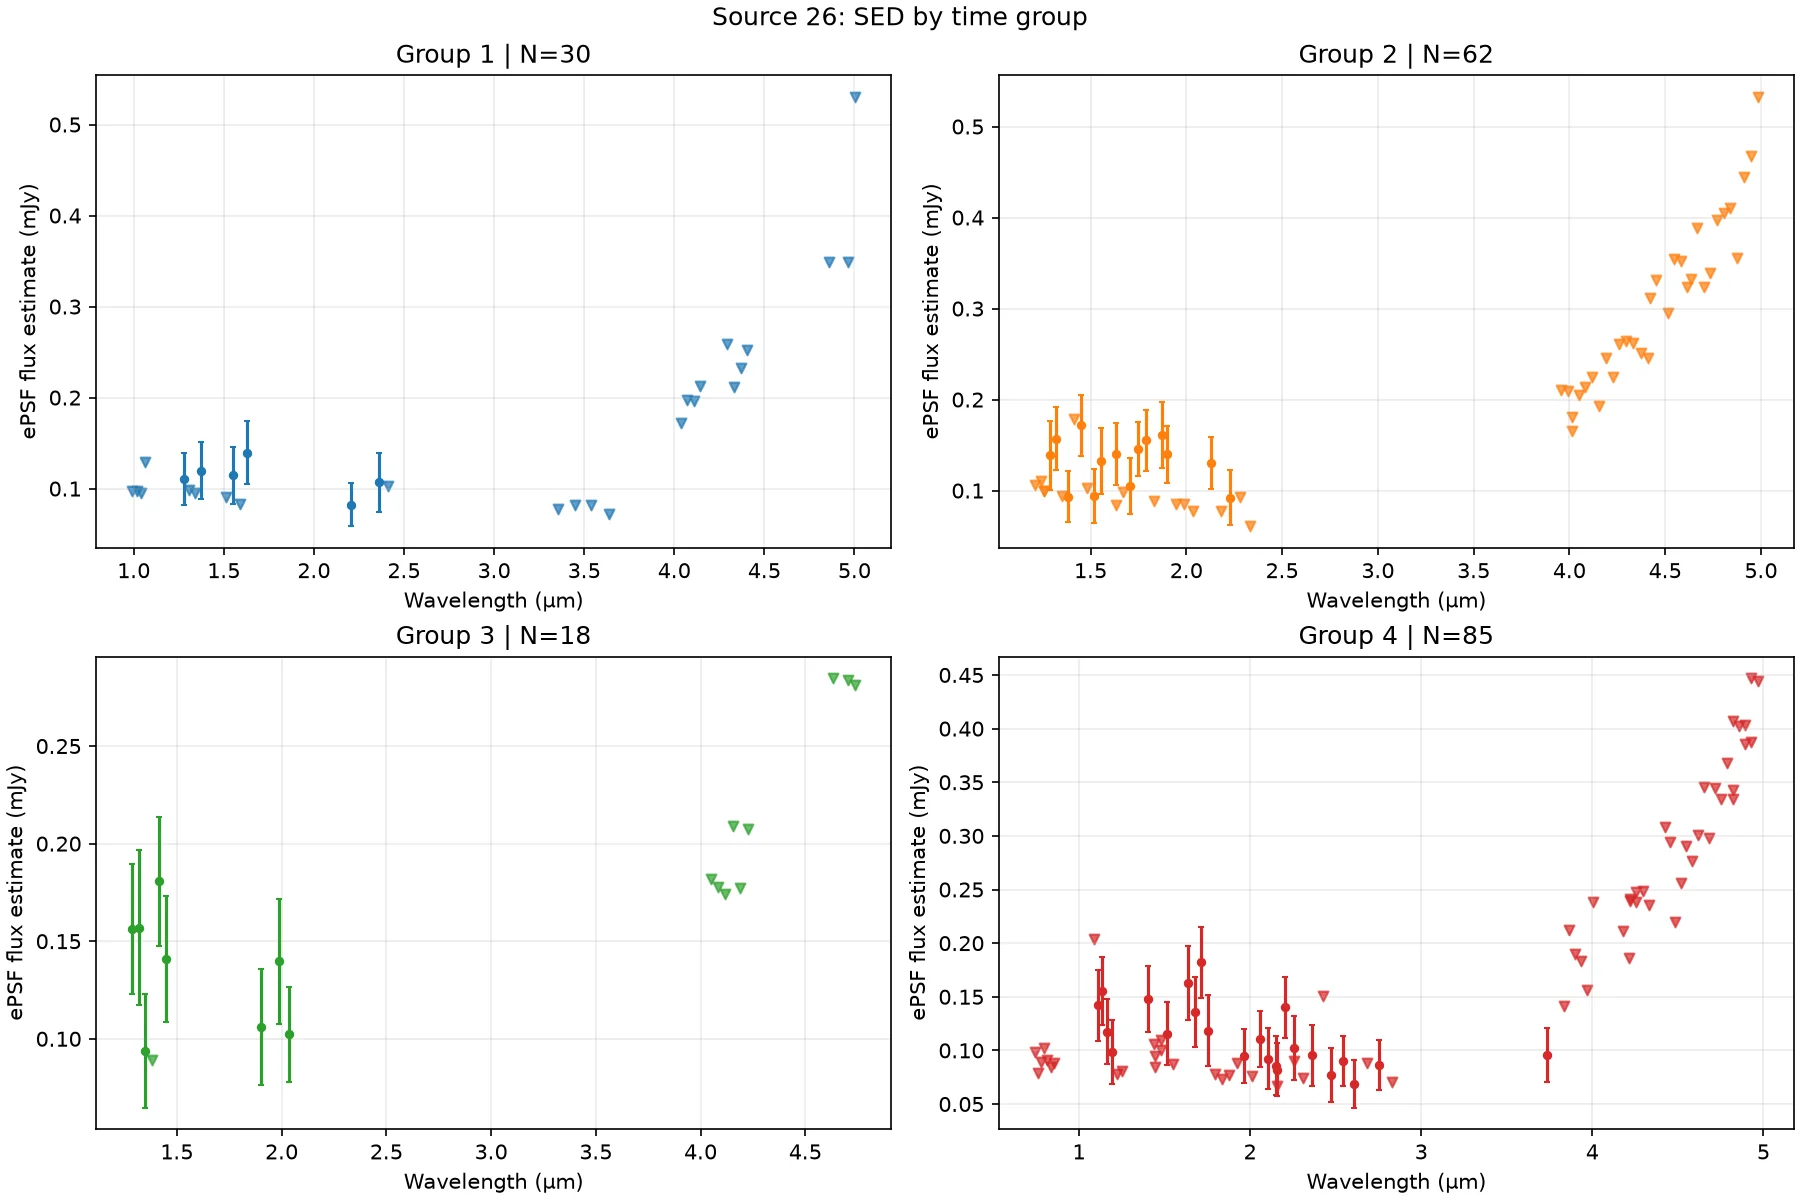 Source 26: SED by time group
Group 1 | N=30
ePSF flux estimate (mJy)
0.5
0.4
0.3
0.2
0.1
1.0 1.5 2.0 2.5 3.0 3.5 4.0 4.5 5.0
Wavelength (µm)
Group 2 | N=62
ePSF flux estimate (mJy)
0.5
0.4
0.3
0.2
0.1
1.5 2.0 2.5 3.0 3.5 4.0 4.5 5.0
Wavelength (µm)
Group 3 | N=18
ePSF flux estimate (mJy)
0.25
0.20
0.15
0.10
1.5 2.0 2.5 3.0 3.5 4.0 4.5
Wavelength (µm)
Group 4 | N=85
ePSF flux estimate (mJy)
0.45
0.40
0.35
0.30
0.25
0.20
0.15
0.10
0.05
1 2 3 4 5
Wavelength (µm)